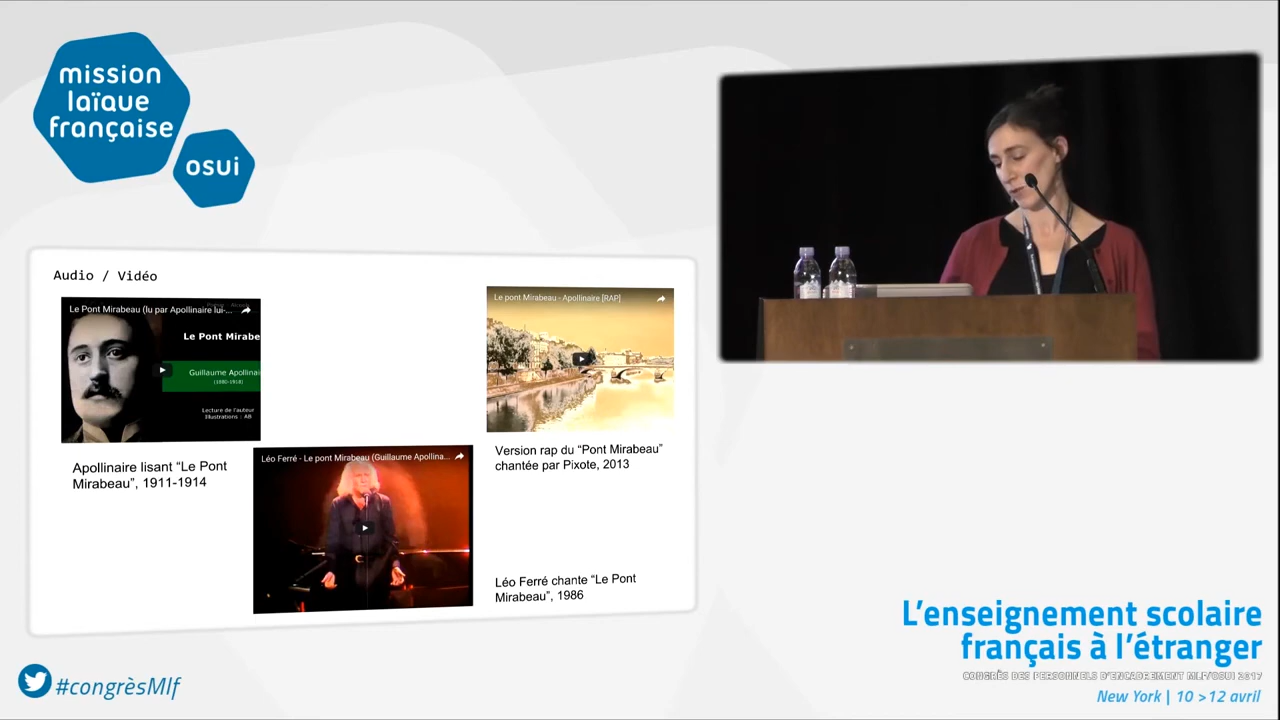 mission
laïque
française
osui
Audio / Vidéo
Le Pont Mirabeau (lu par Apollinaire lui-...
Le Pont Mirabe
Guillaume Apollinai
(1880-1918)
Lecture de l'auteur
Illustrations : AB
Apollinaire lisant “Le Pont
Mirabeau”, 1911-1914
Léo Ferré - Le pont Mirabeau (Guillaume Apollina...
Le pont Mirabeau - Apollinaire [RAP]
Version rap du “Pont Mirabeau”
chantée par Pixote, 2013
Léo Ferré chante “Le Pont
Mirabeau”, 1986
L'enseignement scolaire
français à l'étranger
CONGRÈS DES PERSONNELS D'ENCADREMENT MLF/OSUI 2017
New York | 10 > 12 avril
#congrèsMlf